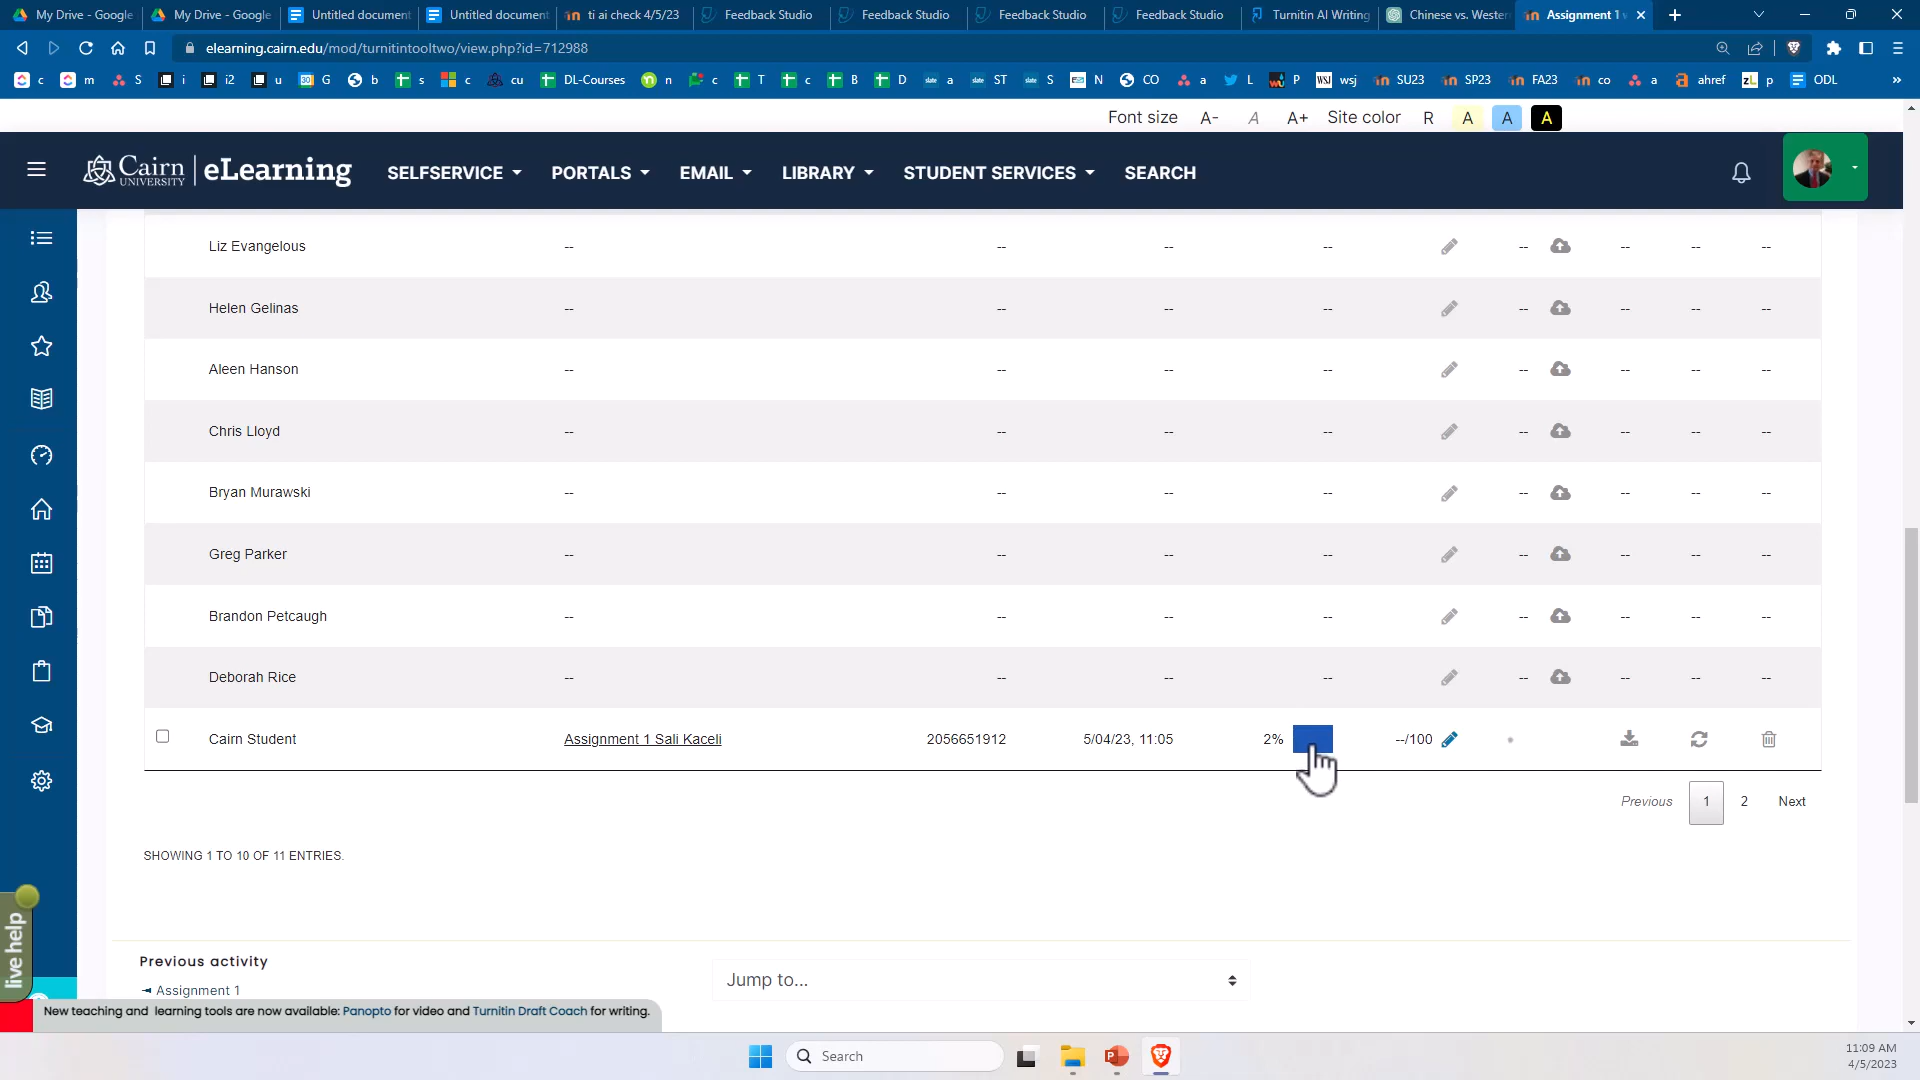 My Drive - Google
My Drive - Google
Untitled document
Untitled document
ti ai check 4/5/23
Feedback Studio
Feedback Studio
Feedback Studio
Feedback Studio
Turnitin AI Writing
Chinese vs. Wester
Assignment 1
elearning.cairn.edu/mod/turnitintooltwo/view.php?id=712988
c m S i i2 u G b s c cu DL-Courses n c T c B D a ST S N CO a L P wsj SU23 SP23 FA23 co a ahref p ODL »
Font size A- A A+ Site color R A A A
Cairn UNIVERSITY | eLearning
SELFSERVICE PORTALS EMAIL LIBRARY STUDENT SERVICES SEARCH
Liz Evangelous -- -- -- -- -- -- -- --
Helen Gelinas -- -- -- -- -- -- -- --
Aleen Hanson -- -- -- -- -- -- -- --
Chris Lloyd -- -- -- -- -- -- -- --
Bryan Murawski -- -- -- -- -- -- -- --
Greg Parker -- -- -- -- -- -- -- --
Brandon Petcaugh -- -- -- -- -- -- -- --
Deborah Rice -- -- -- -- -- -- -- --
Cairn Student Assignment 1 Sali Kaceli 2056651912 5/04/23, 11:05 2% --/100
Previous 1 2 Next
SHOWING 1 TO 10 OF 11 ENTRIES.
live help
Previous activity
◄ Assignment 1
Jump to...
New teaching and learning tools are now available: Panopto for video and Turnitin Draft Coach for writing.
Search
11:09 AM
4/5/2023